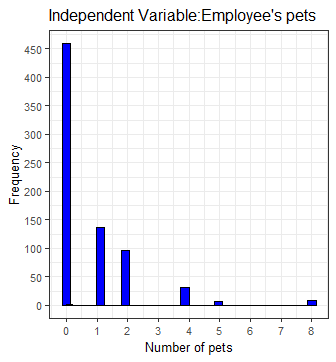 Independent Variable:Employee's pets
Frequency
450
400
350
300
250
200
150
100
50
0
0 1 2 3 4 5 6 7 8
Number of pets